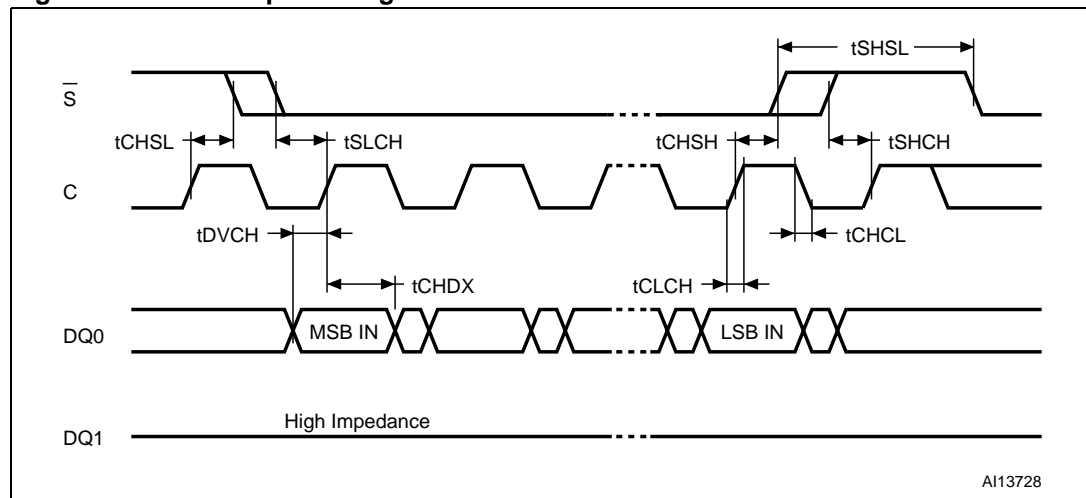 tSHSL
S̅
tCHSL
tSLCH
tCHSH
tSHCH
C
tDVCH
tCHCL
tCHDX
tCLCH
DQ0
MSB IN
LSB IN
High Impedance
DQ1
AI13728